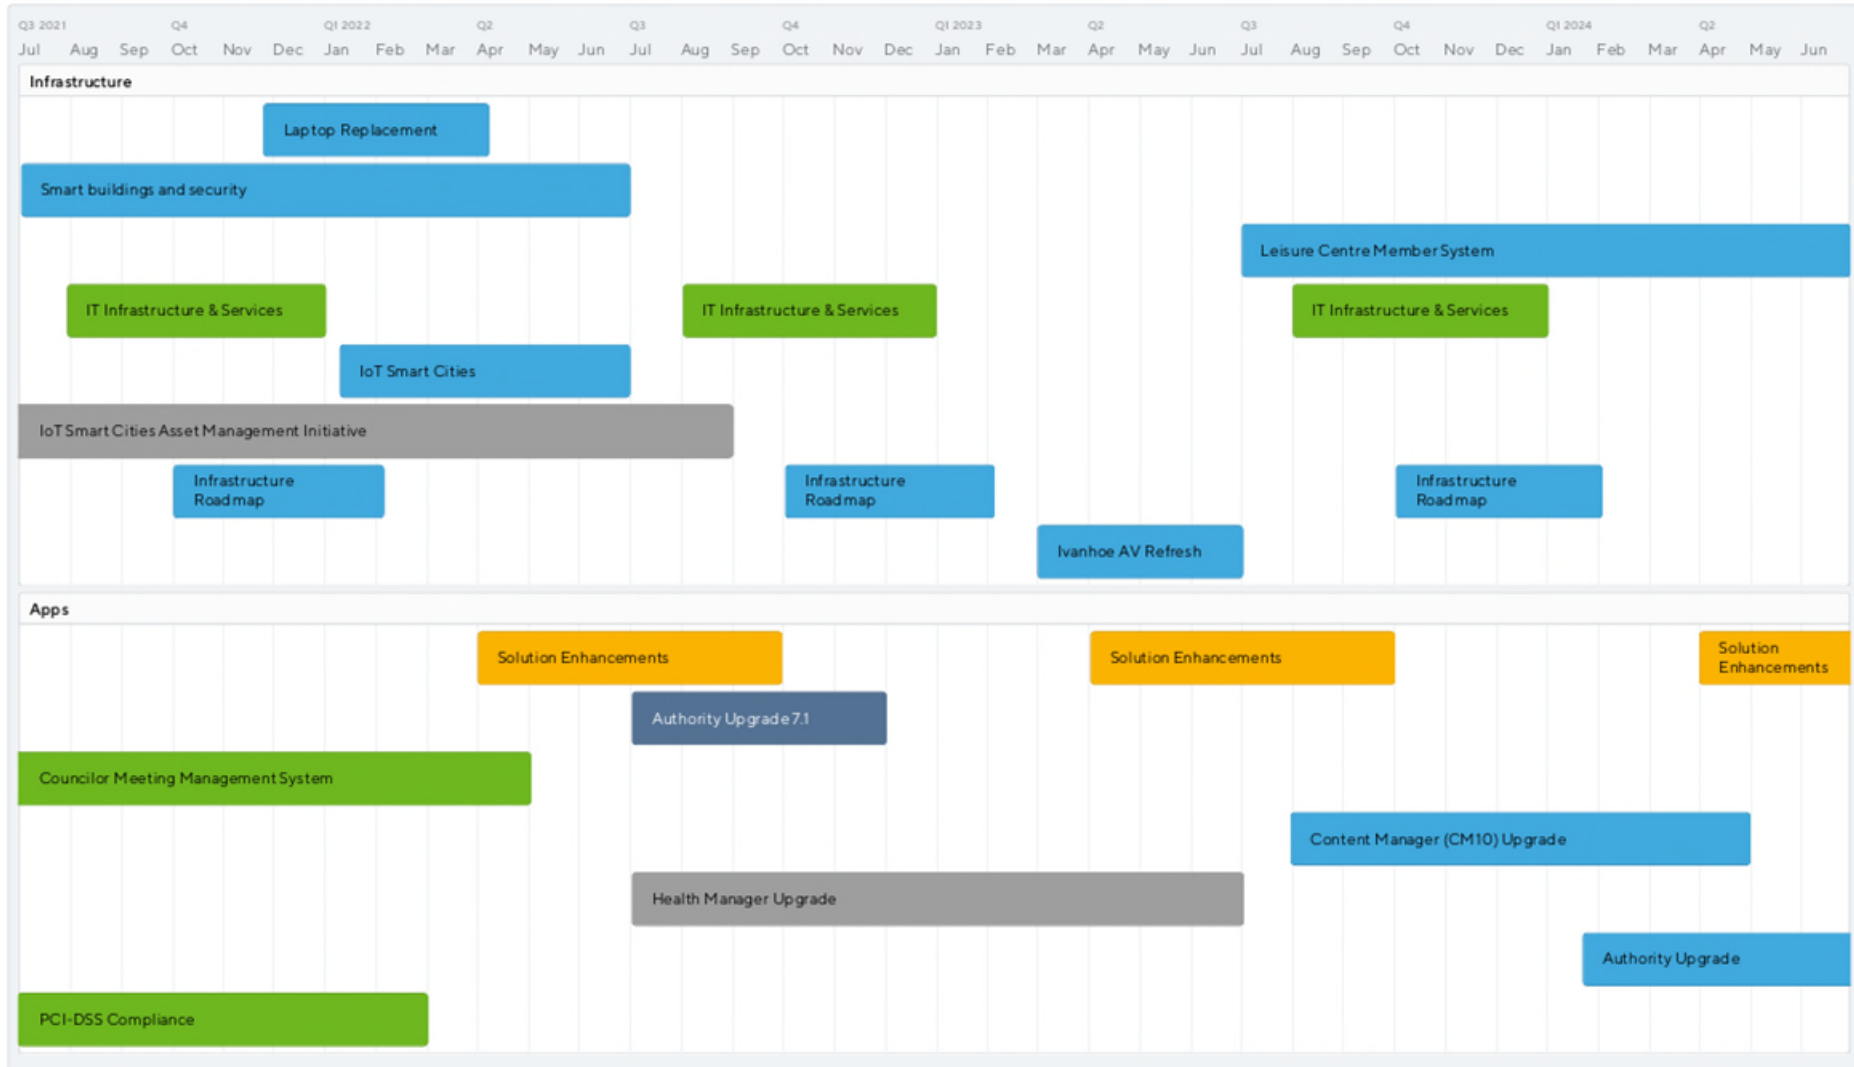 Q3 2021 Q4 Q1 2022 Q2 Q3 Q4 Q1 2023 Q2 Q3 Q4 Q1 2024 Q2
Jul Aug Sep Oct Nov Dec Jan Feb Mar Apr May Jun Jul Aug Sep Oct Nov Dec Jan Feb Mar Apr May Jun Jul Aug Sep Oct Nov Dec Jan Feb Mar Apr May Jun
Infrastructure
Laptop Replacement
Smart buildings and security
Leisure Centre Member System
IT Infrastructure & Services IT Infrastructure & Services IT Infrastructure & Services
IoT Smart Cities
IoT Smart Cities Asset Management Initiative
Infrastructure
Roadmap
Infrastructure
Roadmap
Infrastructure
Roadmap
Ivanhoe AV Refresh
Apps
Solution Enhancements Solution Enhancements
Solution
Enhancements
Authority Upgrade 7.1
Councilor Meeting Management System
Content Manager (CM10) Upgrade
Health Manager Upgrade
Authority Upgrade
PCI-DSS Compliance